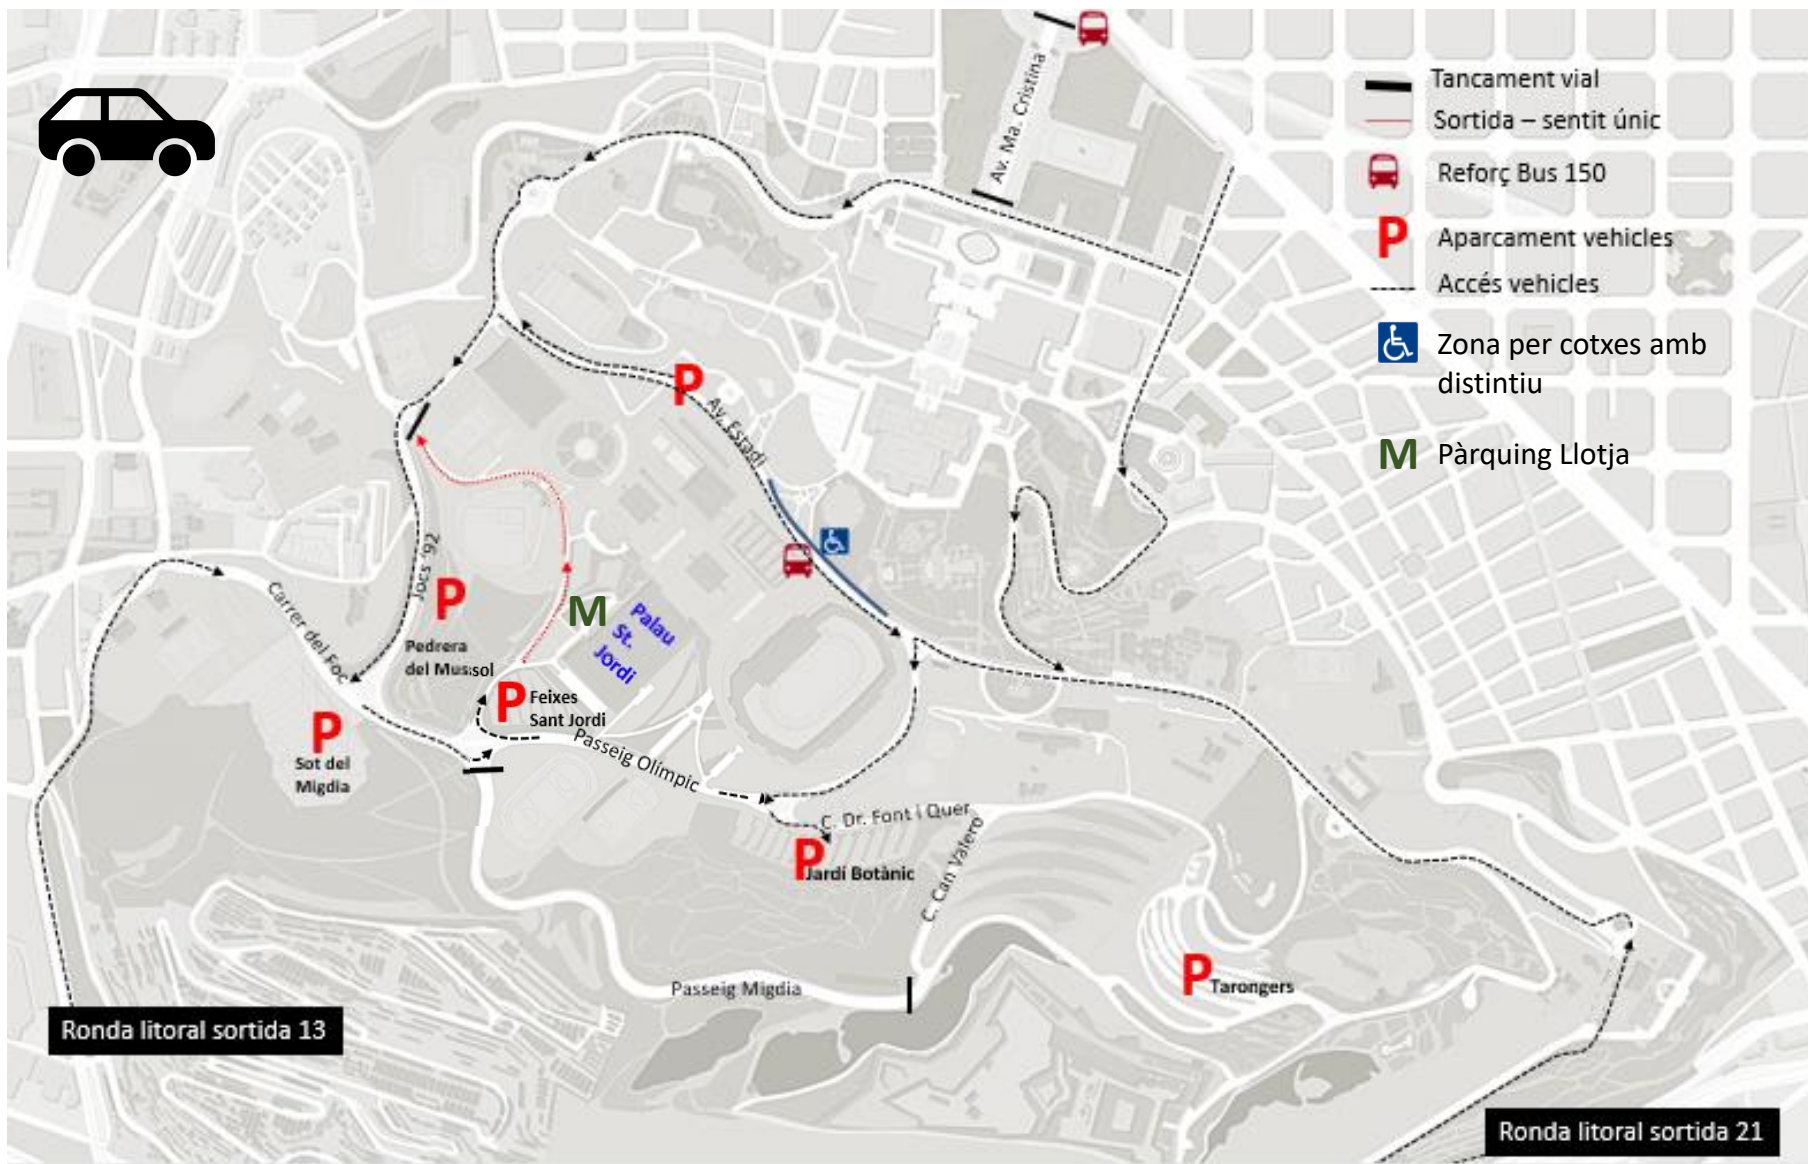 Av. Ma. Cristina
Tancament vial
Sortida – sentit únic
Reforç Bus 150
P
Aparcament vehicles
Accés vehicles
Zona per cotxes amb
distintiu
M
Pàrquing Llotja
P
Av. Estadi
Jocs '92
Carrer del Foc
P
Pedrera
del Mussol
M
Palau
St.
Jordi
P
Feixes
Sant Jordi
P
Sot del
Migdia
Passeig Olímpic
C. Dr. Font i Quer
C. Can Valero
P
Jardí Botànic
Passeig Migdia
P
Tarongers
Ronda litoral sortida 13
Ronda litoral sortida 21